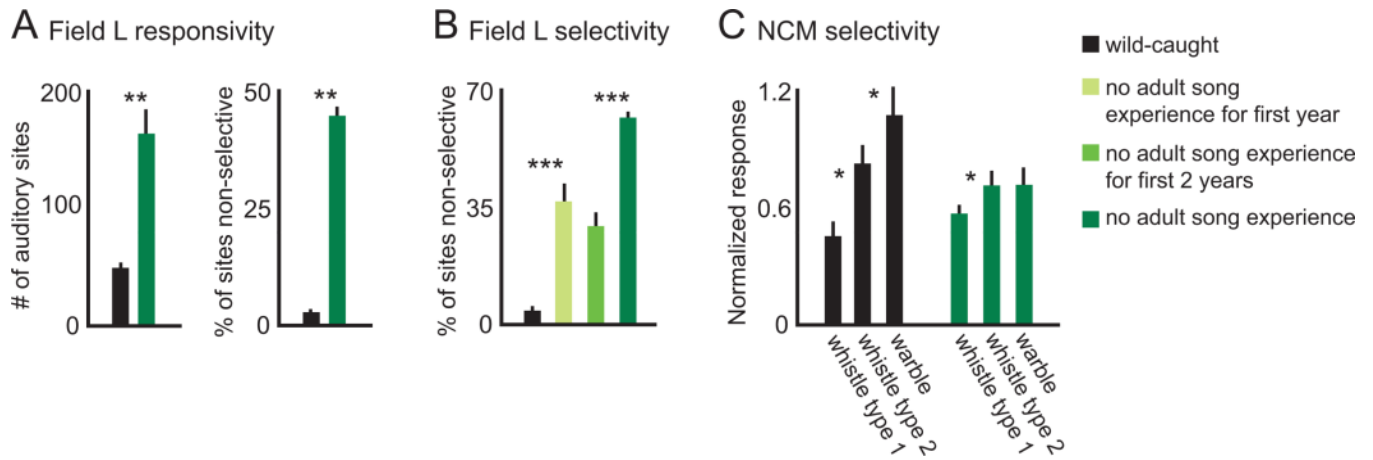 A Field L responsivity
B Field L selectivity
C NCM selectivity
# of auditory sites
200
100
0
**
% of sites non-selective
50
25
0
**
% of sites non-selective
70
35
0
***
***
Normalized response
1.2
0.6
0
*
*
*
whistle type 1
whistle type 2
warble
whistle type 1
whistle type 2
warble
wild-caught
no adult song
experience for first year
no adult song experience
for first 2 years
no adult song experience